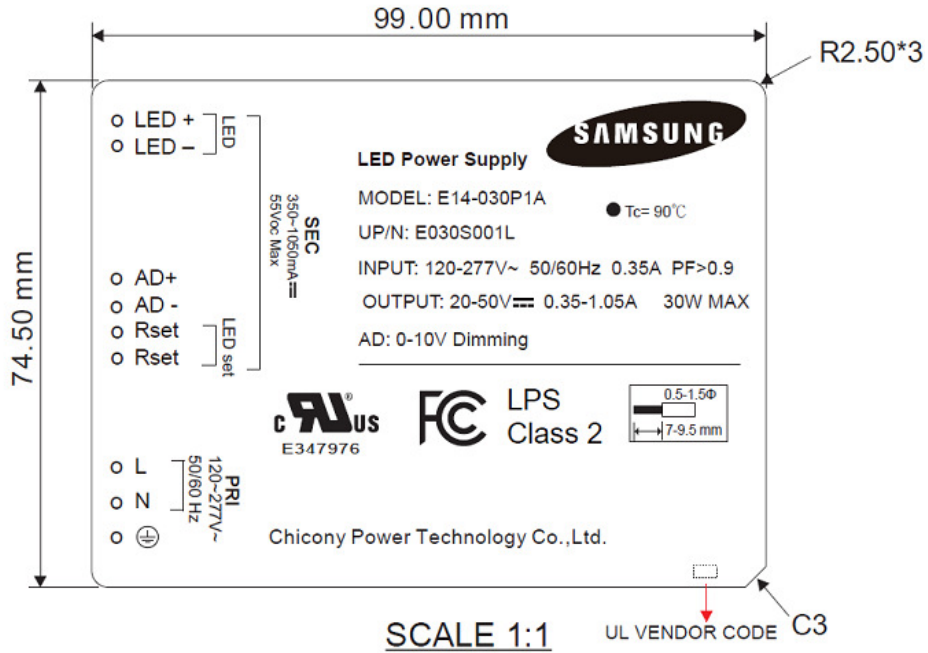 99.00 mm
R2.50*3
74.50 mm
LED +
LED –
LED
SEC
350~1050mA⎓
55Voc Max
AD+
AD -
Rset
Rset
LED set
SAMSUNG
LED Power Supply
MODEL: E14-030P1A
Tc= 90℃
UP/N: E030S001L
INPUT: 120-277V~ 50/60Hz 0.35A PF>0.9
OUTPUT: 20-50V⎓ 0.35-1.05A 30W MAX
AD: 0-10V Dimming
c RU US
®
E347976
FC
LPS
Class 2
0.5-1.5Φ
7-9.5 mm
L
N
PRI
120~277V~
50/60 Hz
Chicony Power Technology Co.,Ltd.
C3
UL VENDOR CODE
SCALE 1:1